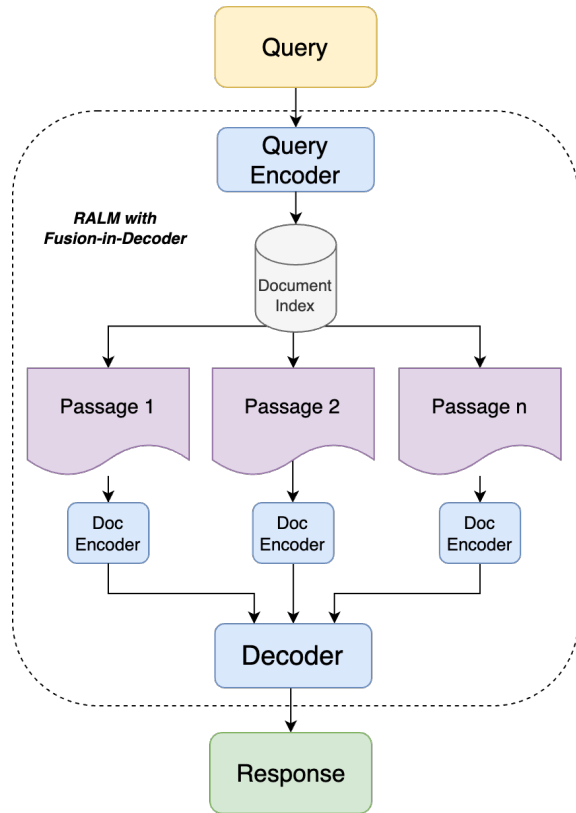 Query
Query
Encoder
RALM with
Fusion-in-Decoder
Document
Index
Passage 1
Passage 2
Passage n
Doc
Encoder
Doc
Encoder
Doc
Encoder
Decoder
Response